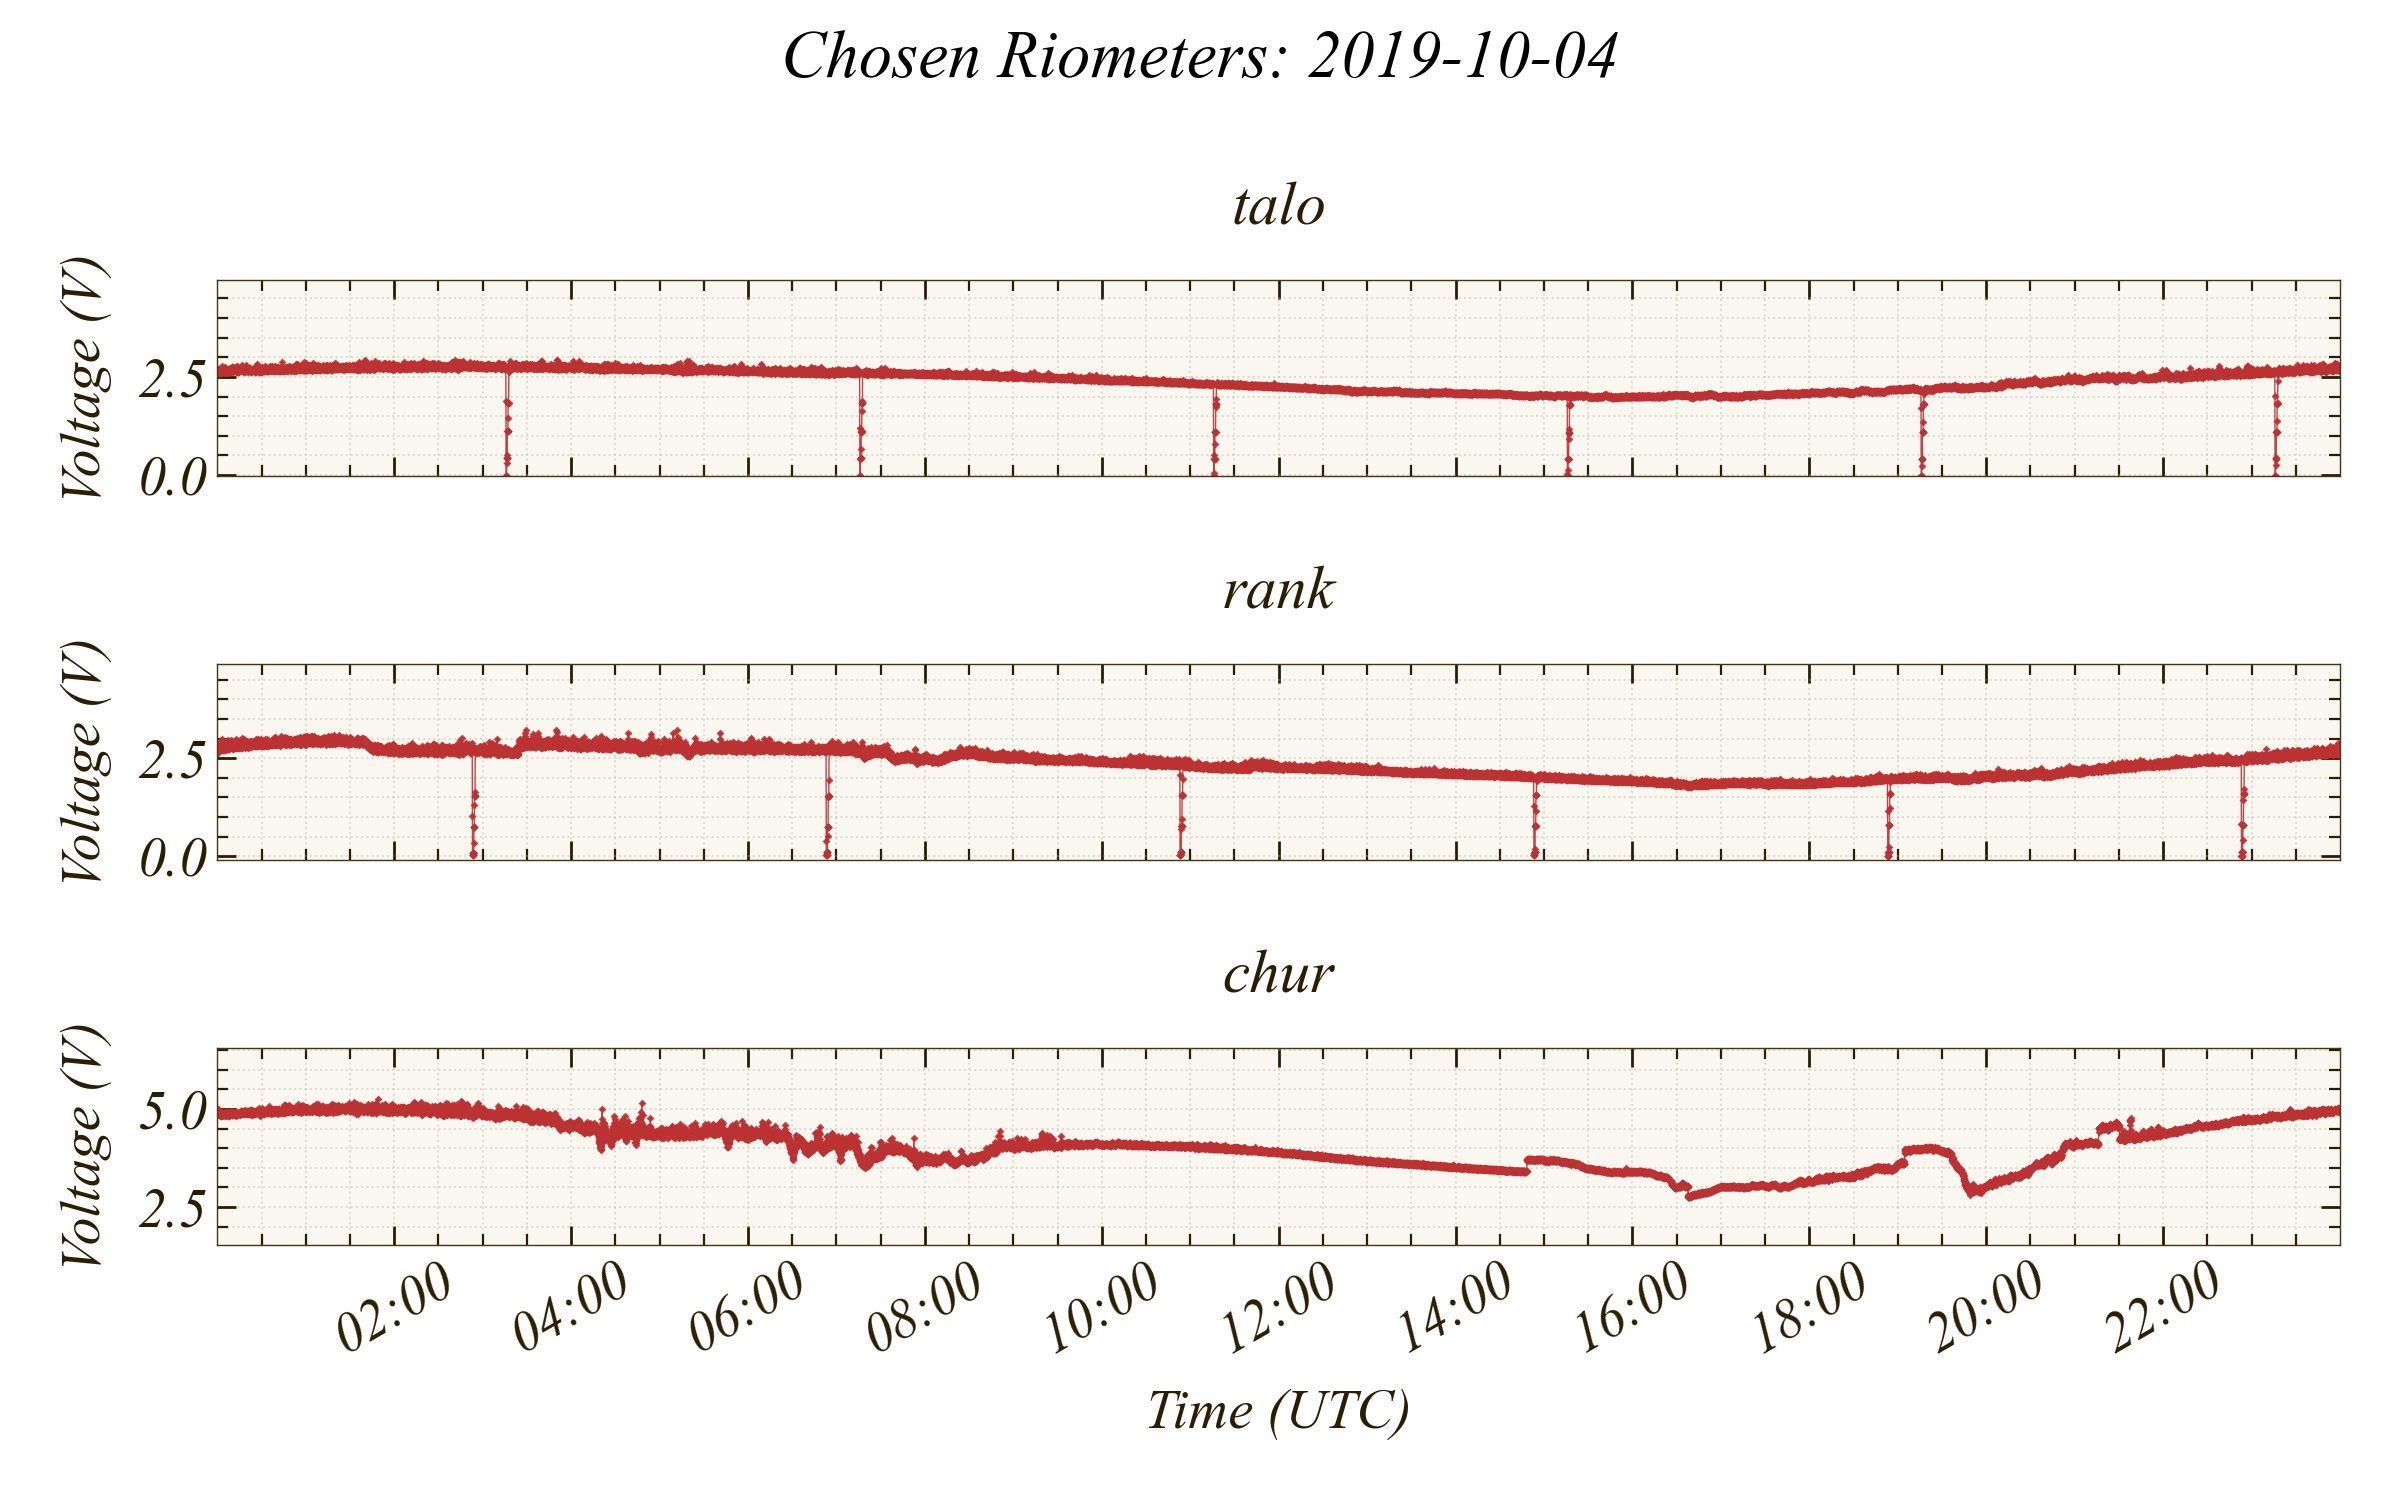 Chosen Riometers: 2019-10-04
talo
Voltage (V)
2.5
0.0
rank
Voltage (V)
2.5
0.0
chur
Voltage (V)
5.0
2.5
02:00 04:00 06:00 08:00 10:00 12:00 14:00 16:00 18:00 20:00 22:00
Time (UTC)